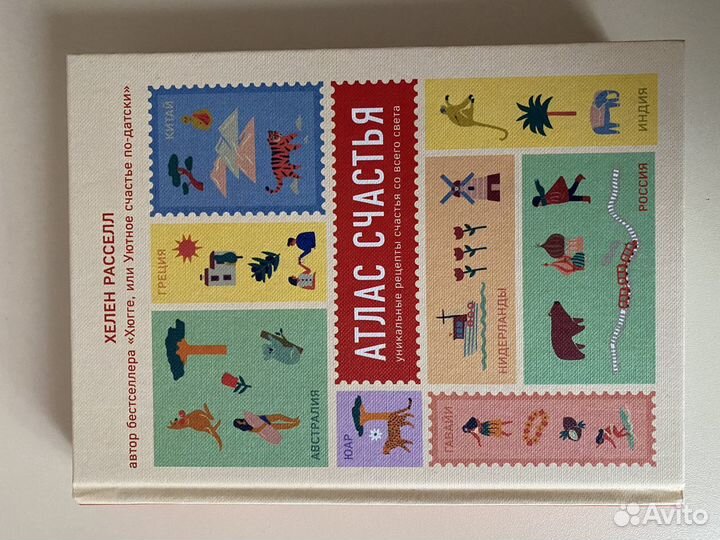 ХЕЛЕН РАССЕЛЛ
автор бестселлера «Хюгге, или Уютное счастье по-датски»
КИТАЙ
ГРЕЦИЯ
АВСТРАЛИЯ
АТЛАС СЧАСТЬЯ
уникальные рецепты счастья со всего света
ЮАР
ИНДИЯ
НИДЕРЛАНДЫ
РОССИЯ
ГАВАЙИ
Avito